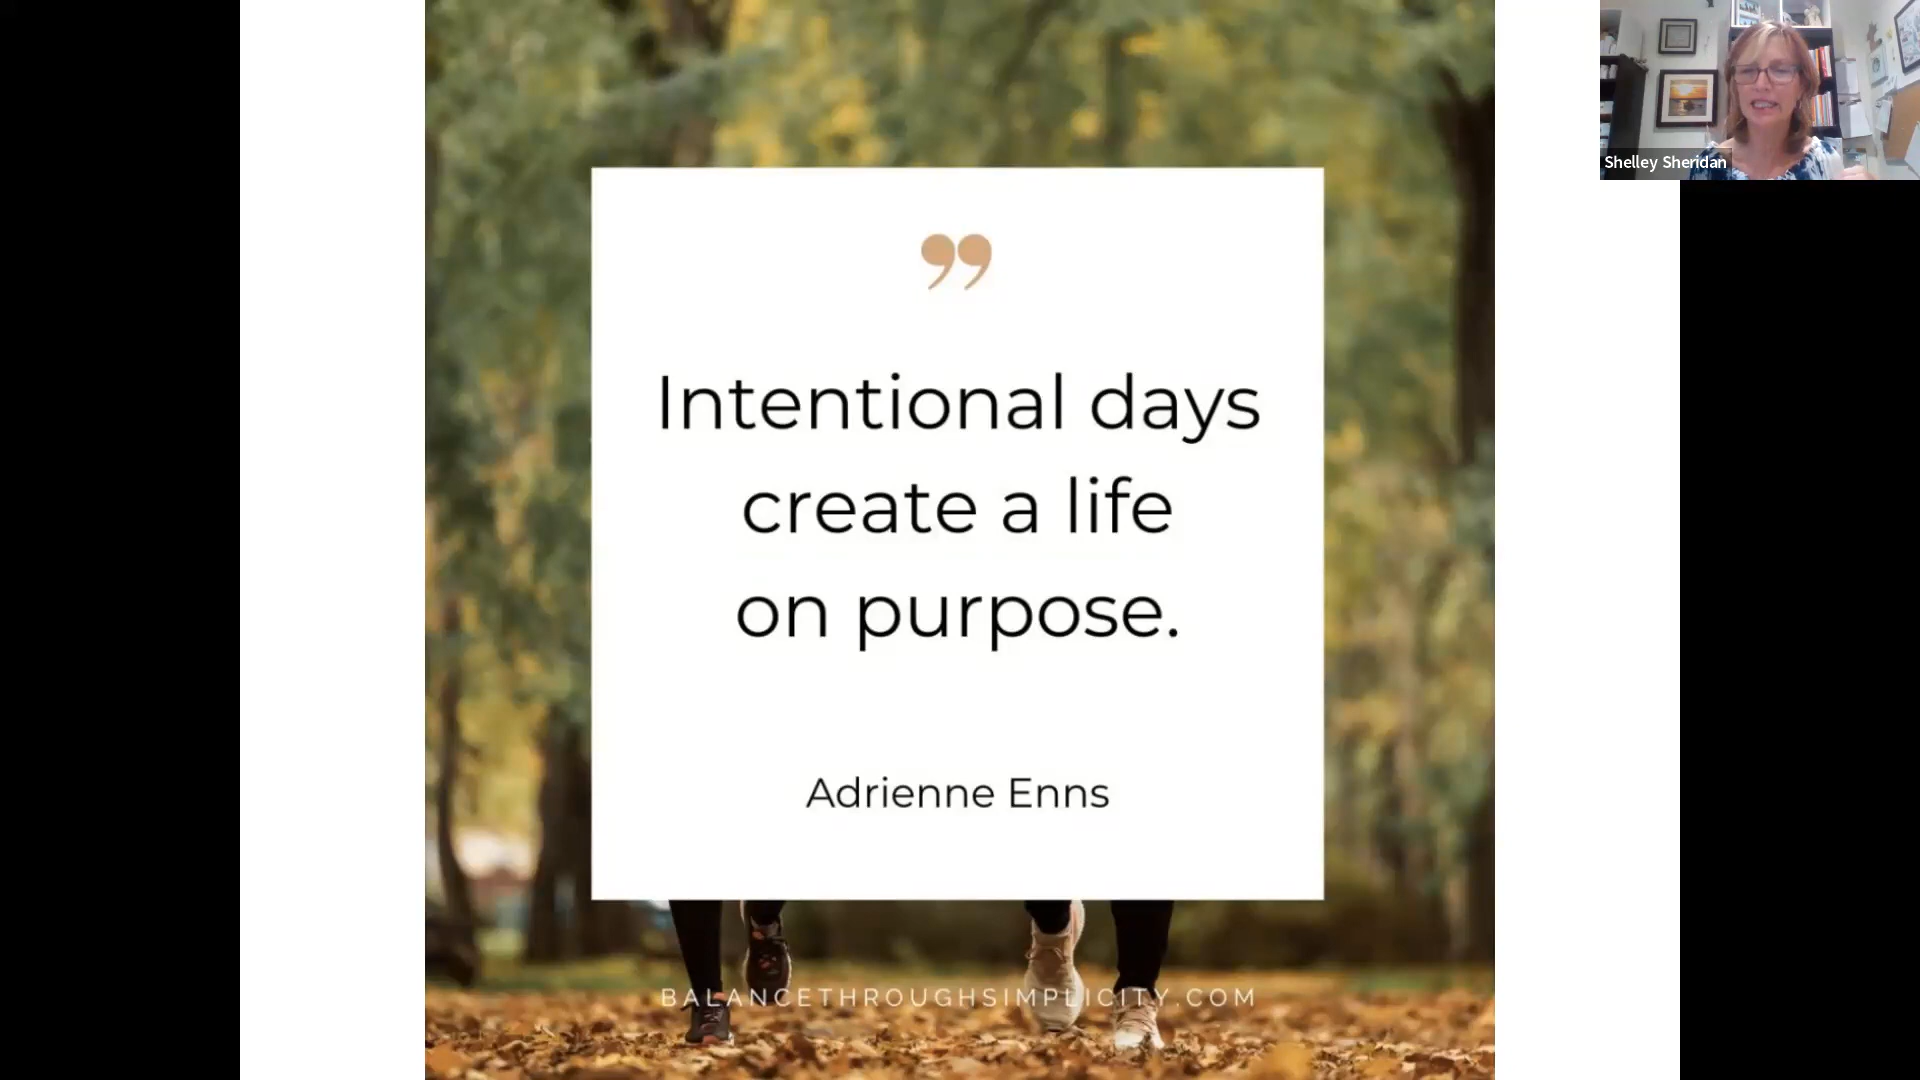 Shelley Sheridan
”
Intentional days
create a life
on purpose.
Adrienne Enns
BALANCETHROUGHSIMPLICITY.COM